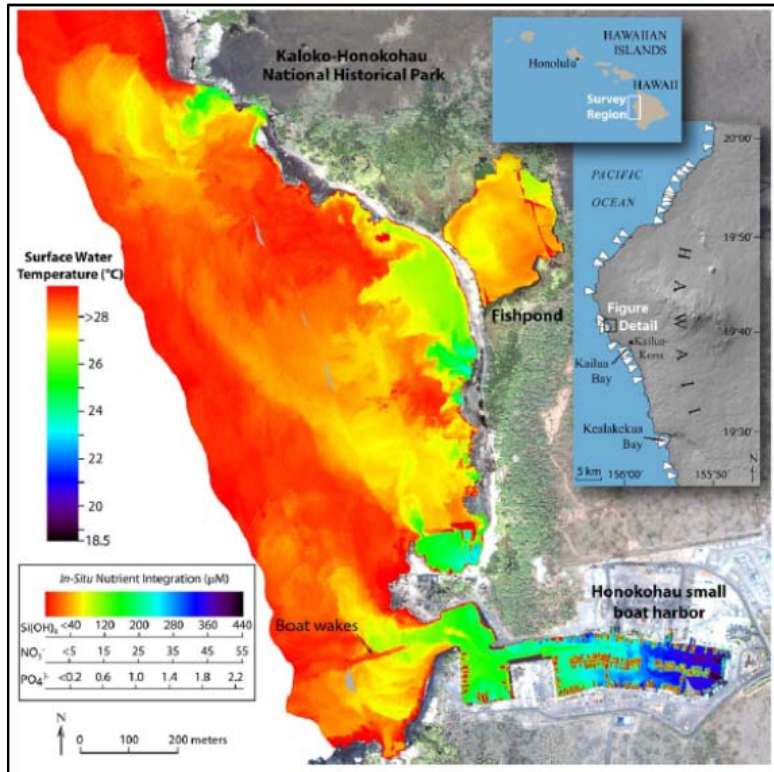 Kaloko-Honokohau
National Historical Park
HAWAIIAN
ISLANDS
Honolulu
HAWAII
Survey
Region
20°00'
PACIFIC
OCEAN
19°50'
HAWAII
Figure
Detail
19°40'
Kailua-
Kona
Kailua
Bay
Kealakekua
Bay
19°30'
N
5 km
156°00'
155°50'
Surface Water
Temperature (°C)
>28
26
24
22
20
18.5
Fishpond
In-Situ Nutrient Integration (µM)
Si(OH)₄ <40 120 200 280 360 440
NO₃⁻ <5 15 25 35 45 55
PO₄³⁻ <0.2 0.6 1.0 1.4 1.8 2.2
Boat wakes
Honokohau small
boat harbor
N
0 100 200 meters